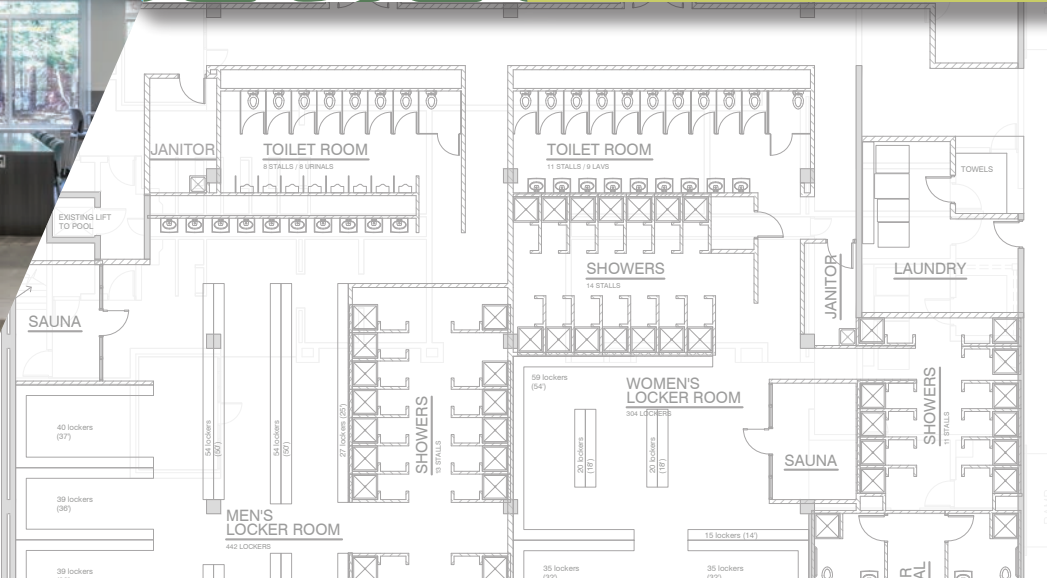 JANITOR
TOILET ROOM
8 STALLS / 8 URINALS
TOILET ROOM
11 STALLS / 9 LAVS
TOWELS
EXISTING LIFT
TO POOL
SHOWERS
14 STALLS
JANITOR
LAUNDRY
SAUNA
59 lockers
(54')
WOMEN'S
LOCKER ROOM
304 LOCKERS
SHOWERS
11 STALLS
40 lockers
(37')
54 lockers
(50')
54 lockers
(50')
27 lockers (25')
SHOWERS
13 STALLS
20 lockers
(18')
20 lockers
(18')
SAUNA
39 lockers
(36')
MEN'S
LOCKER ROOM
442 LOCKERS
15 lockers (14')
39 lockers
35 lockers
35 lockers